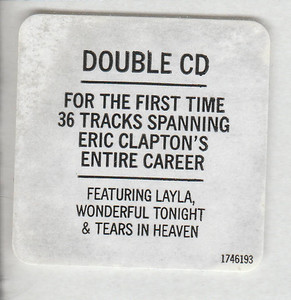 DOUBLE CD
FOR THE FIRST TIME
36 TRACKS SPANNING
ERIC CLAPTON'S
ENTIRE CAREER
FEATURING LAYLA,
WONDERFUL TONIGHT
& TEARS IN HEAVEN
1746193